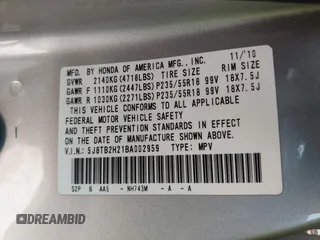 MFD. BY HONDA OF AMERICA MFG., INC. 11/10
GVWR 2140KG (4718LBS) TIRE SIZE RIM SIZE
GAWR F 1110KG (2447LBS) P235/55R18 99V 18X7.5J
GAWR R 1030KG (2271LBS) P235/55R18 99V 18X7.5J
THIS VEHICLE CONFORMS TO ALL APPLICABLE
FEDERAL MOTOR VEHICLE SAFETY
AND THEFT PREVENTION STANDARDS IN EFFECT
ON THE DATE OF MANUFACTURE SHOWN ABOVE.
V.I.N.: 5J8TB2H21BA002959 TYPE: MPV
SZP B AA5 - NH743M - A - A
DREAMBID